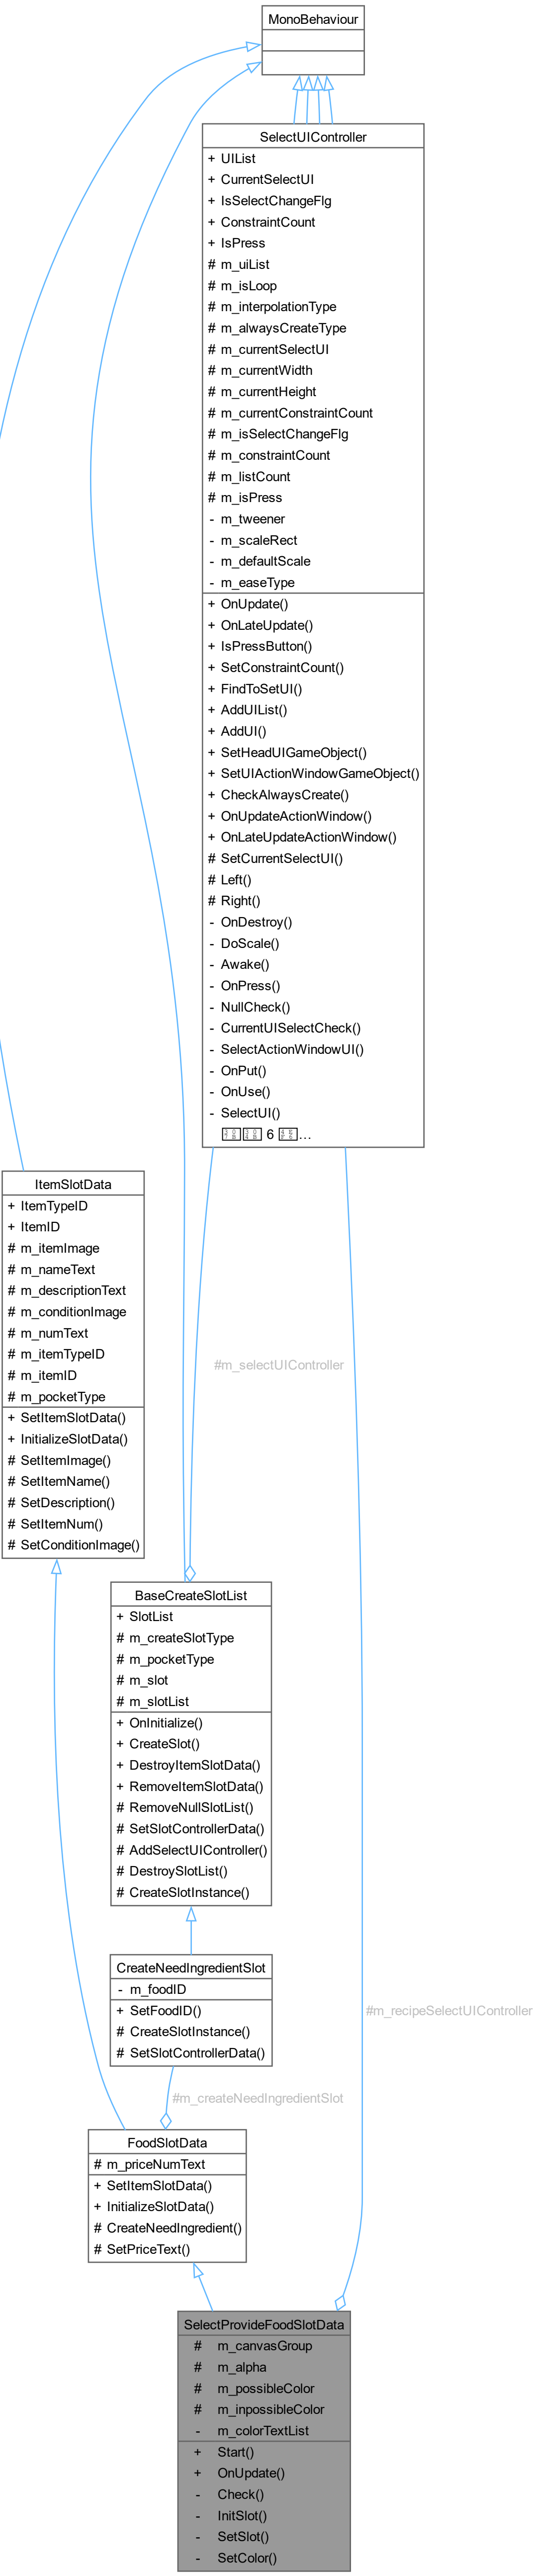 MonoBehaviour
SelectUIController
+ UIList
+ CurrentSelectUI
+ IsSelectChangeFlg
+ ConstraintCount
+ IsPress
# m_uiList
# m_isLoop
# m_interpolationType
# m_alwaysCreateType
# m_currentSelectUI
# m_currentWidth
# m_currentHeight
# m_currentConstraintCount
# m_isSelectChangeFlg
# m_constraintCount
# m_listCount
# m_isPress
- m_tweener
- m_scaleRect
- m_defaultScale
- m_easeType
+ OnUpdate()
+ OnLateUpdate()
+ IsPressButton()
+ SetConstraintCount()
+ FindToSetUI()
+ AddUIList()
+ AddUI()
+ SetHeadUIGameObject()
+ SetUIActionWindowGameObject()
+ CheckAlwaysCreate()
+ OnUpdateActionWindow()
+ OnLateUpdateActionWindow()
# SetCurrentSelectUI()
# Left()
# Right()
- OnDestroy()
- DoScale()
- Awake()
- OnPress()
- NullCheck()
- CurrentUISelectCheck()
- SelectActionWindowUI()
- OnPut()
- OnUse()
- SelectUI()
6 ...
ItemSlotData
+ ItemTypeID
+ ItemID
# m_itemImage
# m_nameText
# m_descriptionText
# m_conditionImage
# m_numText
# m_itemTypeID
# m_itemID
# m_pocketType
+ SetItemSlotData()
+ InitializeSlotData()
# SetItemImage()
# SetItemName()
# SetDescription()
# SetItemNum()
# SetConditionImage()
#m_selectUIController
BaseCreateSlotList
+ SlotList
# m_createSlotType
# m_pocketType
# m_slot
# m_slotList
+ OnInitialize()
+ CreateSlot()
+ DestroyItemSlotData()
+ RemoveItemSlotData()
# RemoveNullSlotList()
# SetSlotControllerData()
# AddSelectUIController()
# DestroySlotList()
# CreateSlotInstance()
CreateNeedIngredientSlot
- m_foodID
+ SetFoodID()
# CreateSlotInstance()
# SetSlotControllerData()
#m_recipeSelectUIController
#m_createNeedIngredientSlot
FoodSlotData
# m_priceNumText
+ SetItemSlotData()
+ InitializeSlotData()
# CreateNeedIngredient()
# SetPriceText()
SelectProvideFoodSlotData
# m_canvasGroup
# m_alpha
# m_possibleColor
# m_inpossibleColor
- m_colorTextList
+ Start()
+ OnUpdate()
- Check()
- InitSlot()
- SetSlot()
- SetColor()